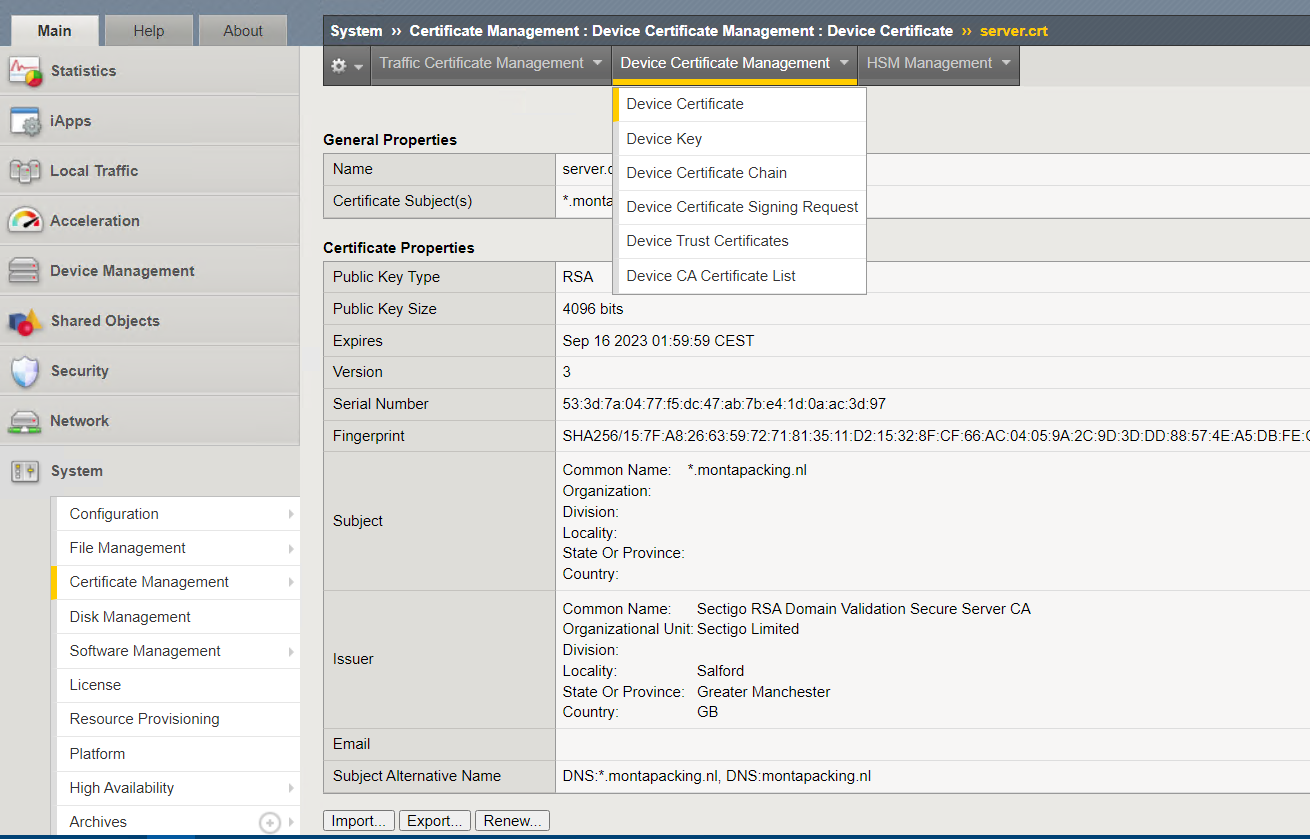 Main
Help
About
System ›› Certificate Management : Device Certificate Management : Device Certificate ›› server.crt
Traffic Certificate Management
Device Certificate Management
HSM Management
Statistics
iApps
Local Traffic
Acceleration
Device Management
Shared Objects
Security
Network
System
Configuration
File Management
Certificate Management
Disk Management
Software Management
License
Resource Provisioning
Platform
High Availability
Archives
Device Certificate
Device Key
Device Certificate Chain
Device Certificate Signing Request
Device Trust Certificates
Device CA Certificate List
General Properties
Name server.c
Certificate Subject(s) *.monta
Certificate Properties
Public Key Type RSA
Public Key Size 4096 bits
Expires Sep 16 2023 01:59:59 CEST
Version 3
Serial Number 53:3d:7a:04:77:f5:dc:47:ab:7b:e4:1d:0a:ac:3d:97
Fingerprint SHA256/15:7F:A8:26:63:59:72:71:81:35:11:D2:15:32:8F:CF:66:AC:04:05:9A:2C:9D:3D:DD:88:57:4E:A5:DB:FE:
Subject
Common Name: *.montapacking.nl
Organization:
Division:
Locality:
State Or Province:
Country:
Issuer
Common Name: Sectigo RSA Domain Validation Secure Server CA
Organizational Unit: Sectigo Limited
Division:
Locality: Salford
State Or Province: Greater Manchester
Country: GB
Email
Subject Alternative Name DNS:*.montapacking.nl, DNS:montapacking.nl
Import...
Export...
Renew...